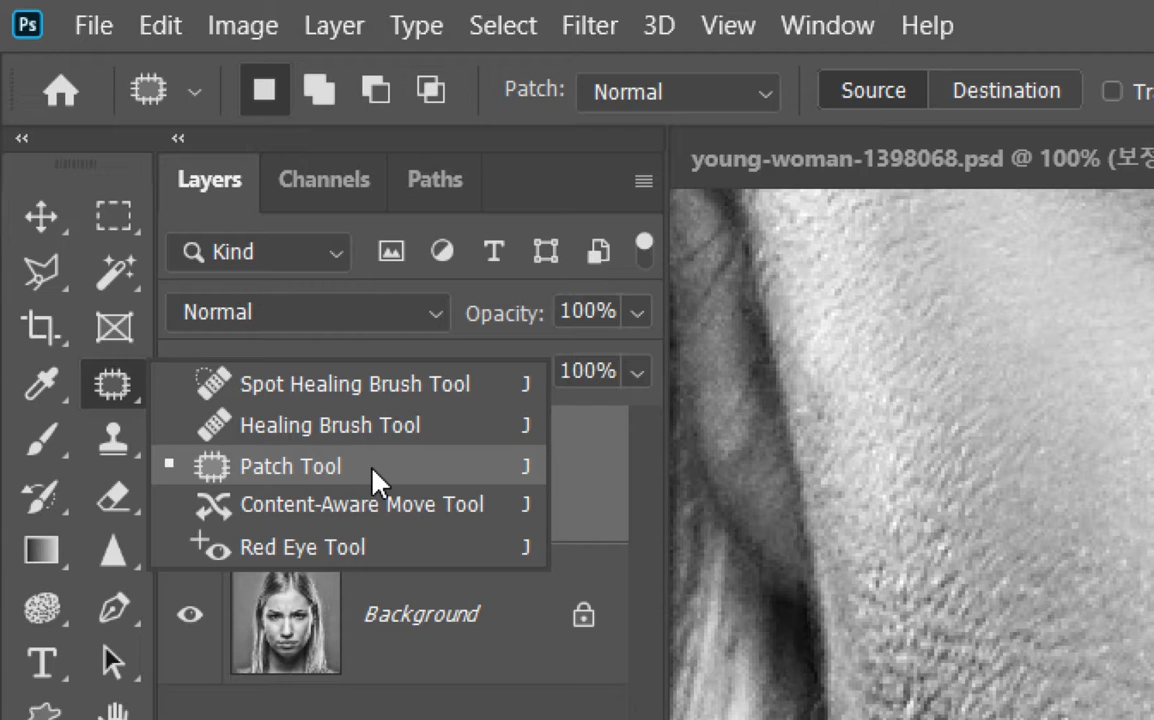 Ps File Edit Image Layer Type Select Filter 3D View Window Help
Patch: Normal Source Destination
Layers Channels Paths
young-woman-1398068.psd @ 100% (보정
Kind T
Normal Opacity: 100%
100%
Spot Healing Brush Tool J
Healing Brush Tool J
Patch Tool J
Content-Aware Move Tool J
Red Eye Tool J
Background
T